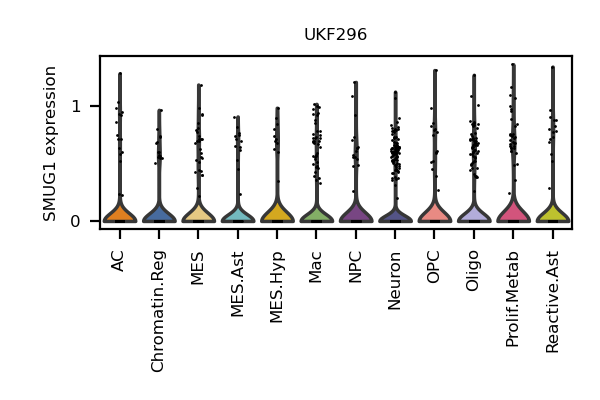 UKF296
SMUG1 expression
1
0
AC
Chromatin.Reg
MES
MES.Ast
MES.Hyp
Mac
NPC
Neuron
OPC
Oligo
Prolif.Metab
Reactive.Ast